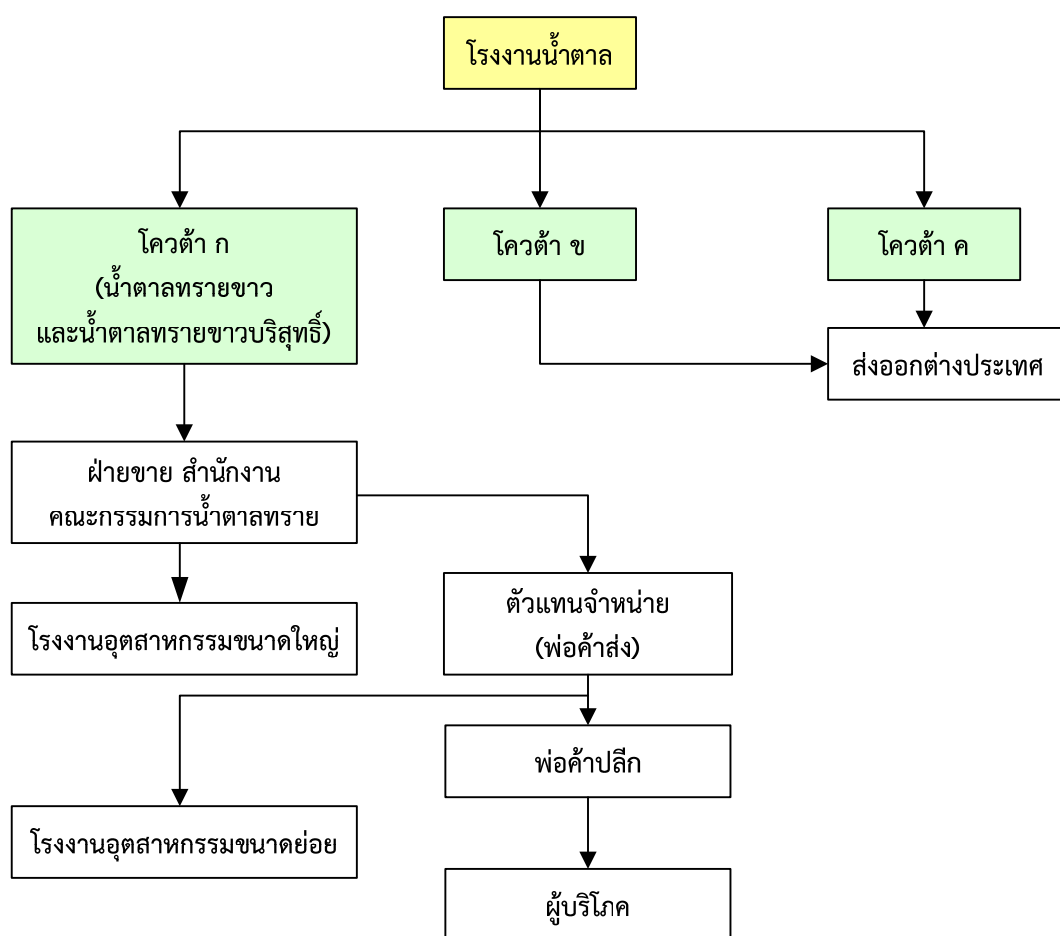 โรงงานน้ำตาล
โควต้า ก
(น้ำตาลทรายขาว
และน้ำตาลทรายขาวบริสุทธิ์)
โควต้า ข
โควต้า ค
ส่งออกต่างประเทศ
ฝ่ายขาย สำนักงาน
คณะกรรมการน้ำตาลทราย
ตัวแทนจำหน่าย
(พ่อค้าส่ง)
โรงงานอุตสาหกรรมขนาดใหญ่
พ่อค้าปลีก
โรงงานอุตสาหกรรมขนาดย่อย
ผู้บริโภค